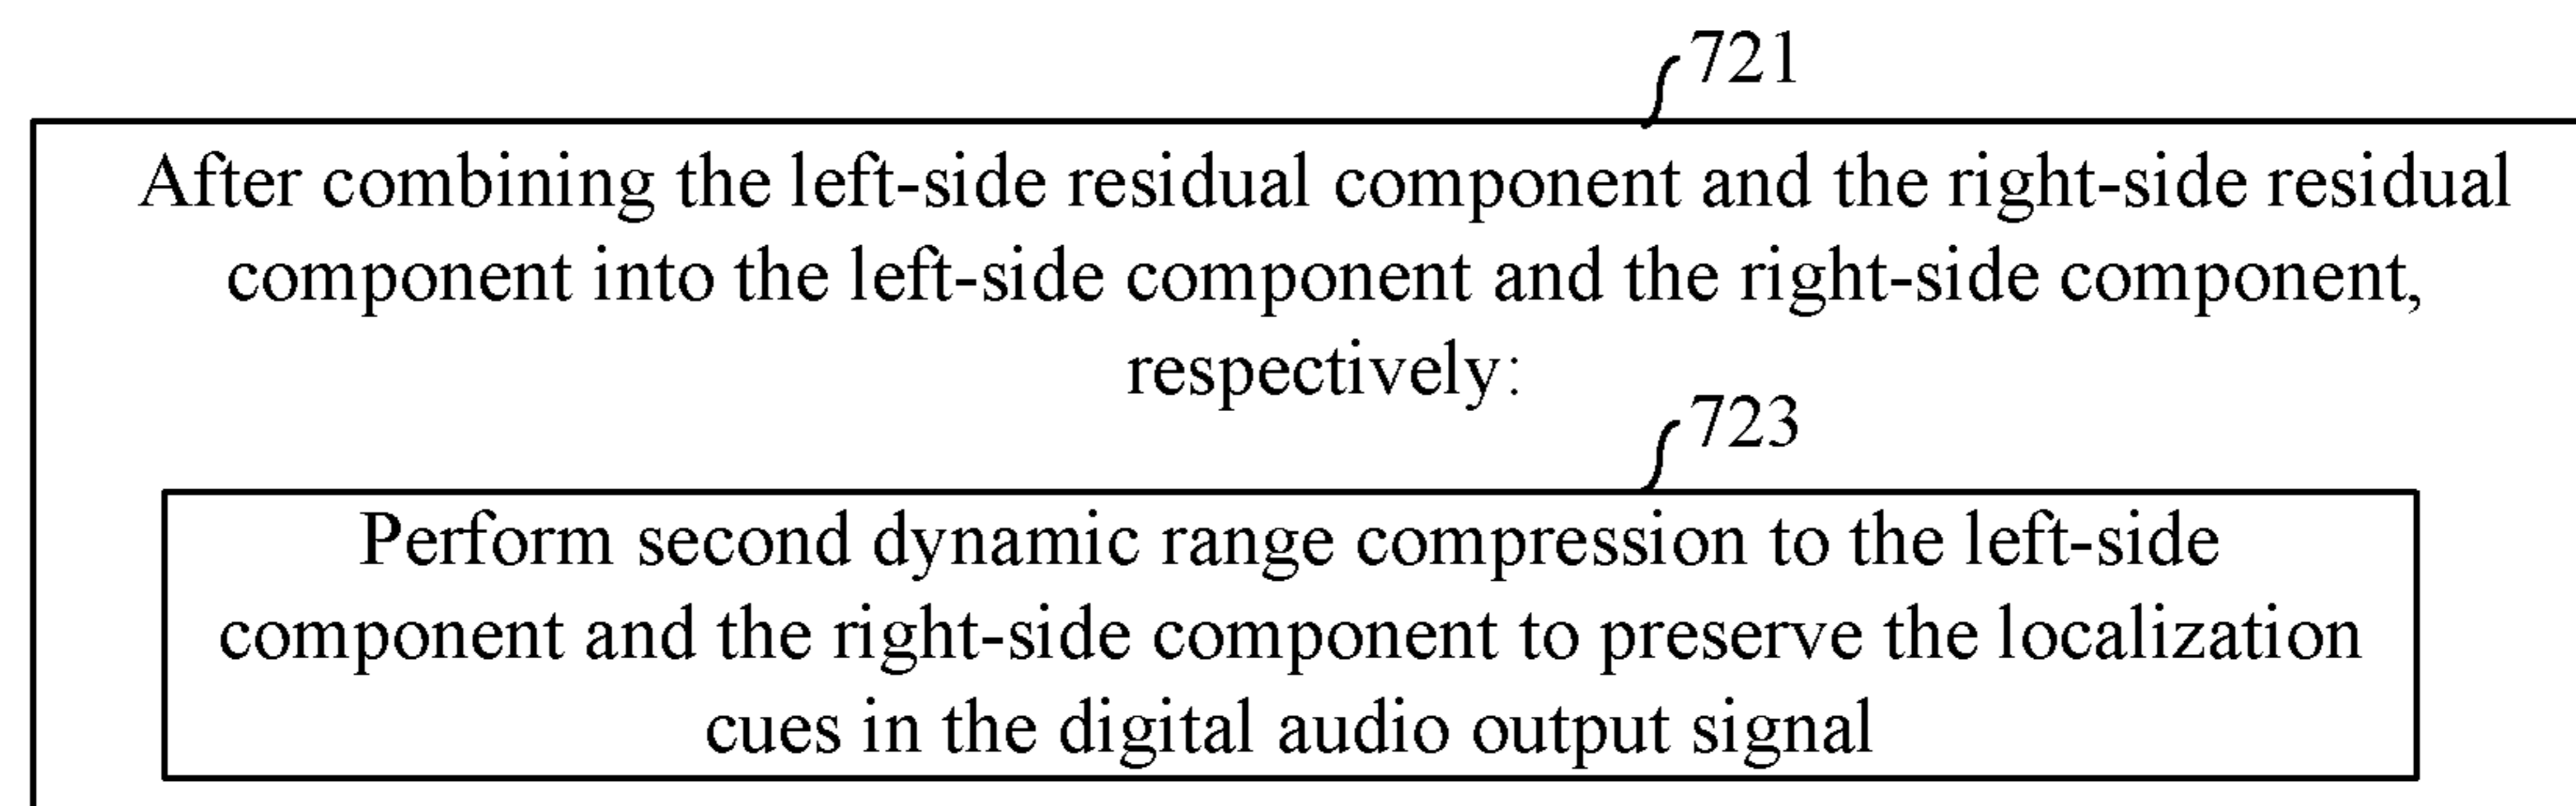 721
After combining the left-side residual component and the right-side residual
component into the left-side component and the right-side component,
respectively:
723
Perform second dynamic range compression to the left-side
component and the right-side component to preserve the localization
cues in the digital audio output signal